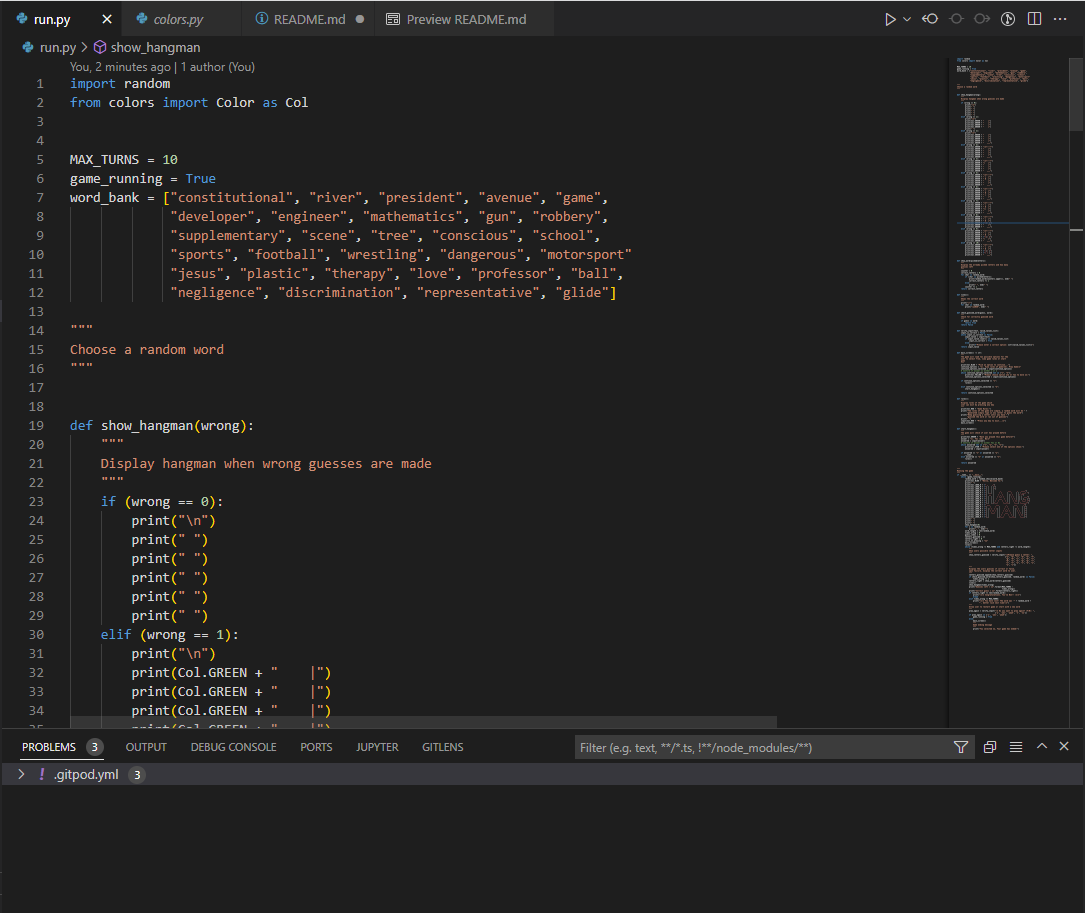 run.py colors.py README.md Preview README.md
run.py > show_hangman
You, 2 minutes ago | 1 author (You)
1 import random
2 from colors import Color as Col
3
4
5 MAX_TURNS = 10
6 game_running = True
7 word_bank = ["constitutional", "river", "president", "avenue", "game",
8 "developer", "engineer", "mathematics", "gun", "robbery",
9 "supplementary", "scene", "tree", "conscious", "school",
10 "sports", "football", "wrestling", "dangerous", "motorsport"
11 "jesus", "plastic", "therapy", "love", "professor", "ball",
12 "negligence", "discrimination", "representative", "glide"]
13
14 """
15 Choose a random word
16 """
17
18
19 def show_hangman(wrong):
20 """
21 Display hangman when wrong guesses are made
22 """
23 if (wrong == 0):
24 print("\n")
25 print(" ")
26 print(" ")
27 print(" ")
28 print(" ")
29 print(" ")
30 elif (wrong == 1):
31 print("\n")
32 print(Col.GREEN + "    |")
33 print(Col.GREEN + "    |")
34 print(Col.GREEN + "    |")
35 print(Col.GREEN + "    |")
PROBLEMS 3 OUTPUT DEBUG CONSOLE PORTS JUPYTER GITLENS Filter (e.g. text, **/*.ts, !**/node_modules/**)
! .gitpod.yml 3